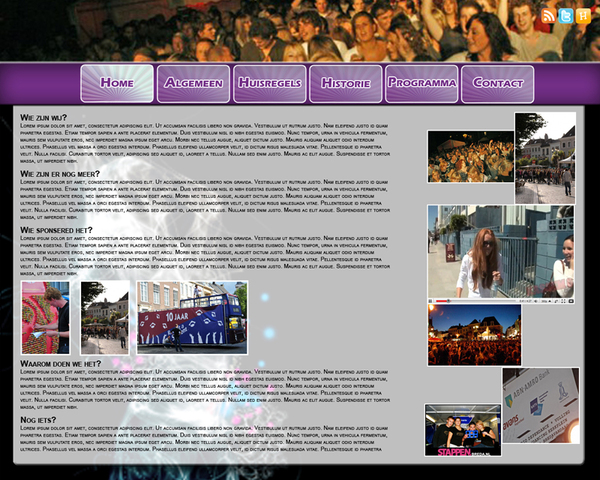 Home Algemeen Huisregels Historie Programma Contact
Wie zijn wij?
Lorem ipsum dolor sit amet, consectetur adipiscing elit. Ut accumsan facilisis libero non gravida. Vestibulum ut rutrum justo. Nam eleifend justo id quam
pharetra egestas. Etiam tempor sapien a ante placerat elementum. Duis vestibulum nisl id nibh egestas euismod. Nunc tempor, urna in vehicula fermentum,
mauris sem vulputate eros, nec imperdiet magna ipsum eget arcu. Morbi nec tellus augue, aliquet dictum justo. Mauris aliquam aliquet odio interdum
ultrices. Phasellus vel massa a orci egestas interdum. Phasellus eleifend ullamcorper velit, id dictum risus malesuada vitae. Pellentesque id pharetra
velit. Nulla facilisi. Curabitur tortor velit, adipiscing sed aliquet id, laoreet a tellus. Nullam sed enim justo. Mauris ac elit augue. Suspendisse et tortor
massa, ut imperdiet nibh.
Wie zijn er nog meer?
Lorem ipsum dolor sit amet, consectetur adipiscing elit. Ut accumsan facilisis libero non gravida. Vestibulum ut rutrum justo. Nam eleifend justo id quam
pharetra egestas. Etiam tempor sapien a ante placerat elementum. Duis vestibulum nisl id nibh egestas euismod. Nunc tempor, urna in vehicula fermentum,
mauris sem vulputate eros, nec imperdiet magna ipsum eget arcu. Morbi nec tellus augue, aliquet dictum justo. Mauris aliquam aliquet odio interdum
ultrices. Phasellus vel massa a orci egestas interdum. Phasellus eleifend ullamcorper velit, id dictum risus malesuada vitae. Pellentesque id pharetra
velit. Nulla facilisi. Curabitur tortor velit, adipiscing sed aliquet id, laoreet a tellus. Nullam sed enim justo. Mauris ac elit augue. Suspendisse et tortor
massa, ut imperdiet nibh.
Wie sponsered het?
Lorem ipsum dolor sit amet, consectetur adipiscing elit. Ut accumsan facilisis libero non gravida. Vestibulum ut rutrum justo. Nam eleifend justo id quam
pharetra egestas. Etiam tempor sapien a ante placerat elementum. Duis vestibulum nisl id nibh egestas euismod. Nunc tempor, urna in vehicula fermentum,
mauris sem vulputate eros, nec imperdiet magna ipsum eget arcu. Morbi nec tellus augue, aliquet dictum justo. Mauris aliquam aliquet odio interdum
ultrices. Phasellus vel massa a orci egestas interdum. Phasellus eleifend ullamcorper velit, id dictum risus malesuada vitae. Pellentesque id pharetra
velit. Nulla facilisi. Curabitur tortor velit, adipiscing sed aliquet id, laoreet a tellus. Nullam sed enim justo. Mauris ac elit augue. Suspendisse et tortor
massa, ut imperdiet nibh.
10 JAAR
Waarom doen we het?
Lorem ipsum dolor sit amet, consectetur adipiscing elit. Ut accumsan facilisis libero non gravida. Vestibulum ut rutrum justo. Nam eleifend justo id quam
pharetra egestas. Etiam tempor sapien a ante placerat elementum. Duis vestibulum nisl id nibh egestas euismod. Nunc tempor, urna in vehicula fermentum,
mauris sem vulputate eros, nec imperdiet magna ipsum eget arcu. Morbi nec tellus augue, aliquet dictum justo. Mauris aliquam aliquet odio interdum
ultrices. Phasellus vel massa a orci egestas interdum. Phasellus eleifend ullamcorper velit, id dictum risus malesuada vitae. Pellentesque id pharetra
velit. Nulla facilisi. Curabitur tortor velit, adipiscing sed aliquet id, laoreet a tellus. Nullam sed enim justo. Mauris ac elit augue. Suspendisse et tortor
massa, ut imperdiet nibh.
Nog iets?
Lorem ipsum dolor sit amet, consectetur adipiscing elit. Ut accumsan facilisis libero non gravida. Vestibulum ut rutrum justo. Nam eleifend justo id quam
pharetra egestas. Etiam tempor sapien a ante placerat elementum. Duis vestibulum nisl id nibh egestas euismod. Nunc tempor, urna in vehicula fermentum,
mauris sem vulputate eros, nec imperdiet magna ipsum eget arcu. Morbi nec tellus augue, aliquet dictum justo. Mauris aliquam aliquet odio interdum
ultrices. Phasellus vel massa a orci egestas interdum. Phasellus eleifend ullamcorper velit, id dictum risus malesuada vitae. Pellentesque id pharetra
ABN·AMRO Bank
STAPPEN
BREDA.NL